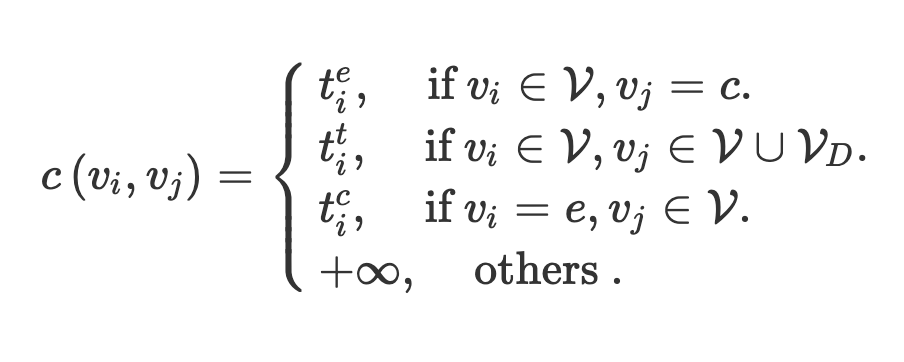 t_i^e, if v_i ∈ 𝒱, v_j = c.
t_i^t, if v_i ∈ 𝒱, v_j ∈ 𝒱 ∪ 𝒱_D.
c(v_i, v_j) = {
t_i^c, if v_i = e, v_j ∈ 𝒱.
+∞, others .